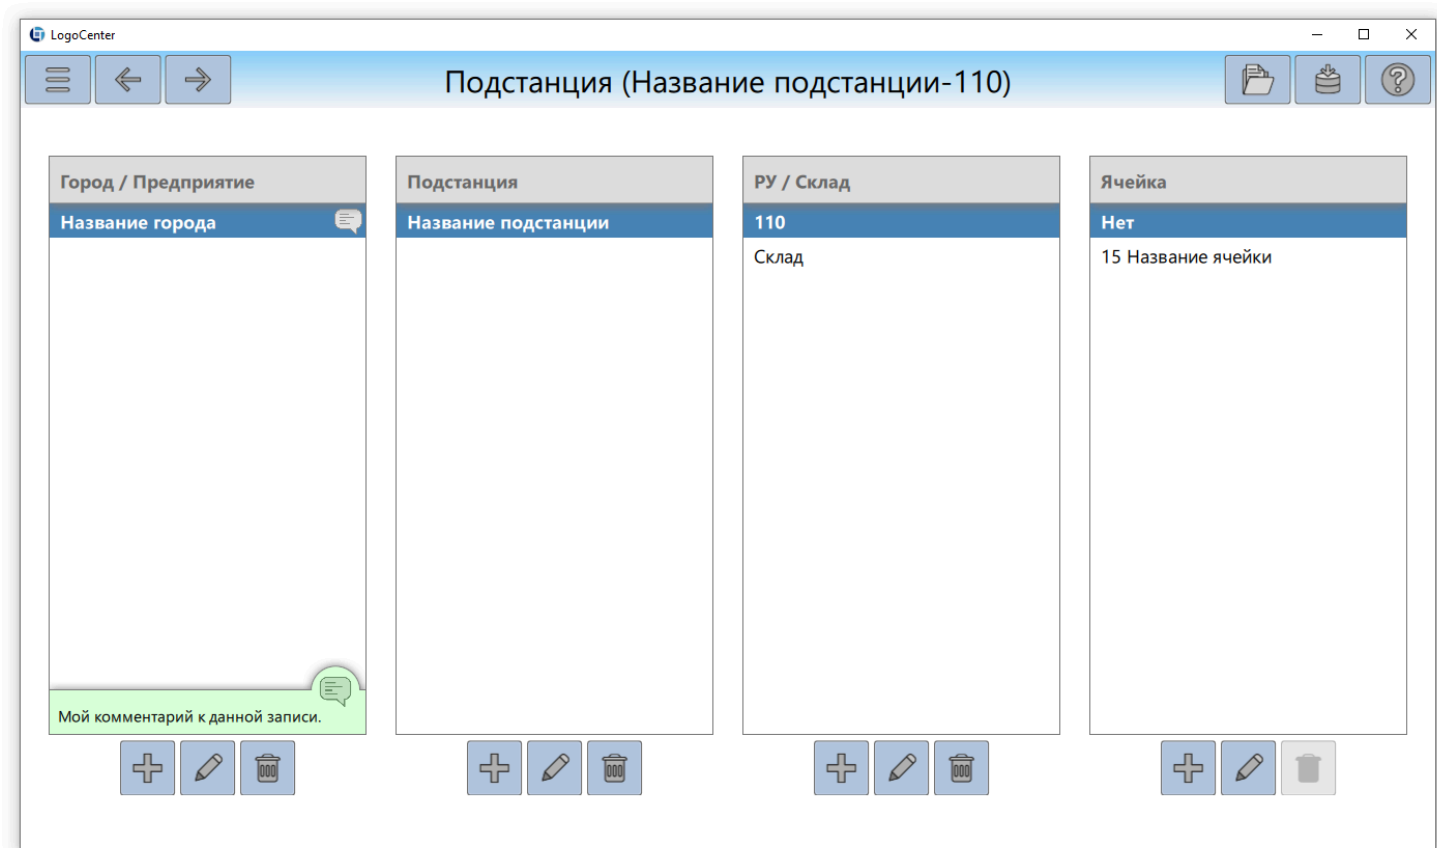 LogoCenter
Подстанция (Название подстанции-110)
Город / Предприятие
Название города
Мой комментарий к данной записи.
Подстанция
Название подстанции
РУ / Склад
110
Склад
Ячейка
Нет
15 Название ячейки